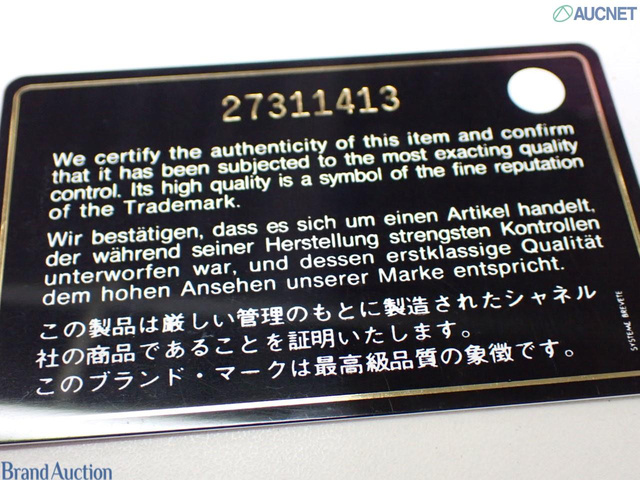 AUCNET
27311413
We certify the authenticity of this item and confirm
that it has been subjected to the most exacting quality
control. Its high quality is a symbol of the fine reputation
of the Trademark.
Wir bestätigen, dass es sich um einen Artikel handelt,
der während seiner Herstellung strengsten Kontrollen
unterworfen war, und dessen erstklassige Qualität
dem hohen Ansehen unserer Marke entspricht.
この製品は厳しい管理のもとに製造されたシャネル
社の商品であることを証明いたします。
このブランド・マークは最高級品質の象徴です。
SYSTEME BREVETE
Brand Auction